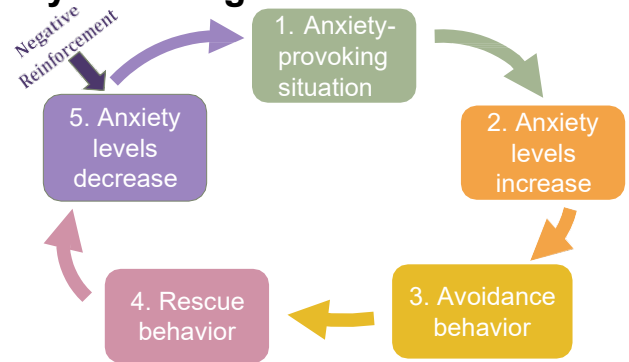 Negative
Reinforcement
1. Anxiety-
provoking
situation
2. Anxiety
levels
increase
3. Avoidance
behavior
4. Rescue
behavior
5. Anxiety
levels
decrease